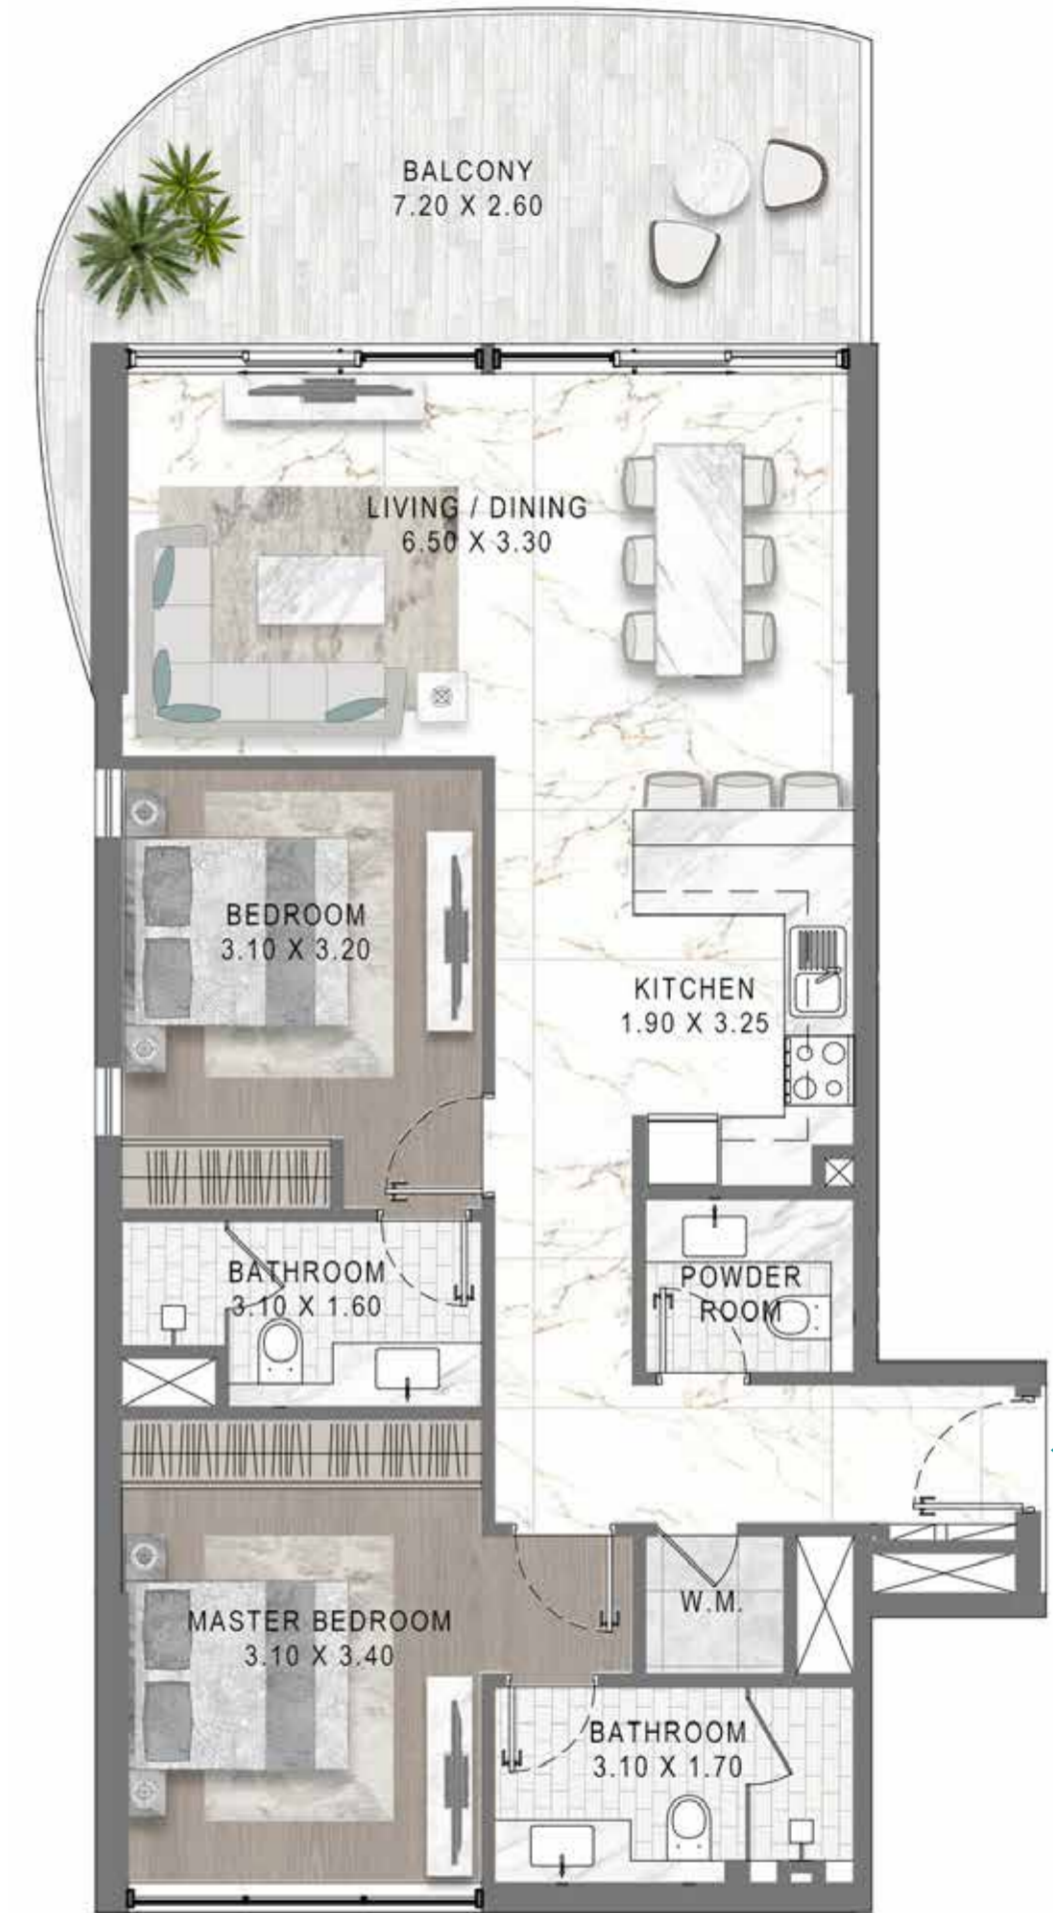 BALCONY
7.20 X 2.60
LIVING / DINING
6.50 X 3.30
BEDROOM
3.10 X 3.20
KITCHEN
1.90 X 3.25
BATHROOM
3.10 X 1.60
POWDER
ROOM
W.M.
MASTER BEDROOM
3.10 X 3.40
BATHROOM
3.10 X 1.70